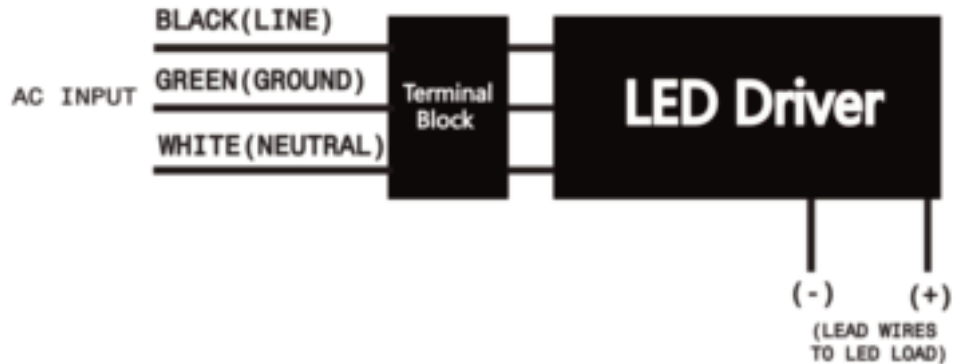 BLACK(LINE)
AC INPUT
GREEN(GROUND)
WHITE(NEUTRAL)
Terminal
Block
LED Driver
(-)
(+)
(LEAD WIRES
TO LED LOAD)